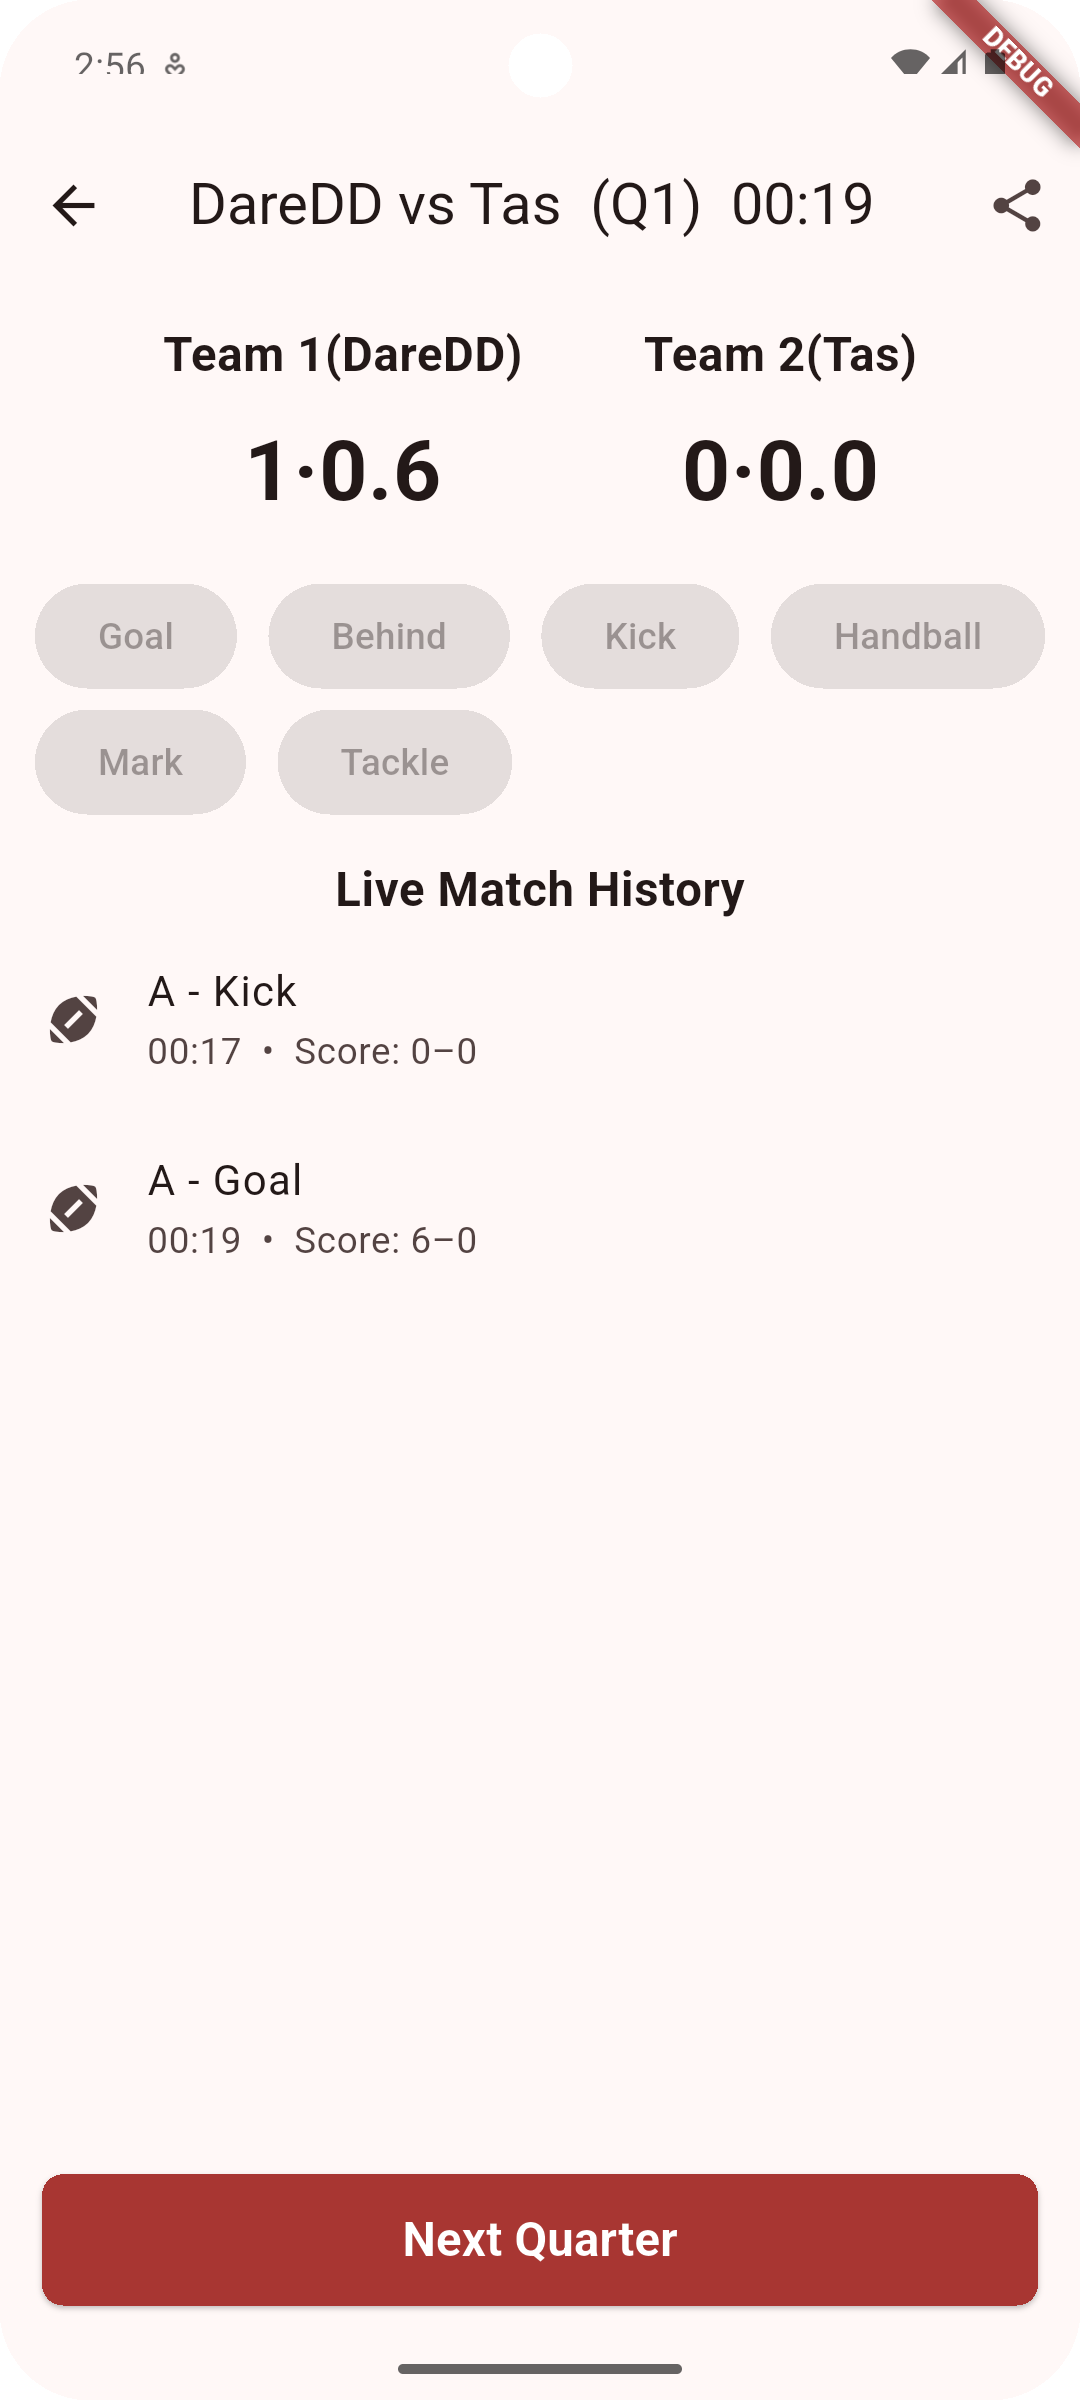 2:56
DEBUG
DareDD vs Tas (Q1) 00:19
Team 1(DareDD) Team 2(Tas)
1·0.6 0·0.0
Goal Behind Kick Handball
Mark Tackle
Live Match History
A - Kick
00:17 • Score: 0–0
A - Goal
00:19 • Score: 6–0
Next Quarter